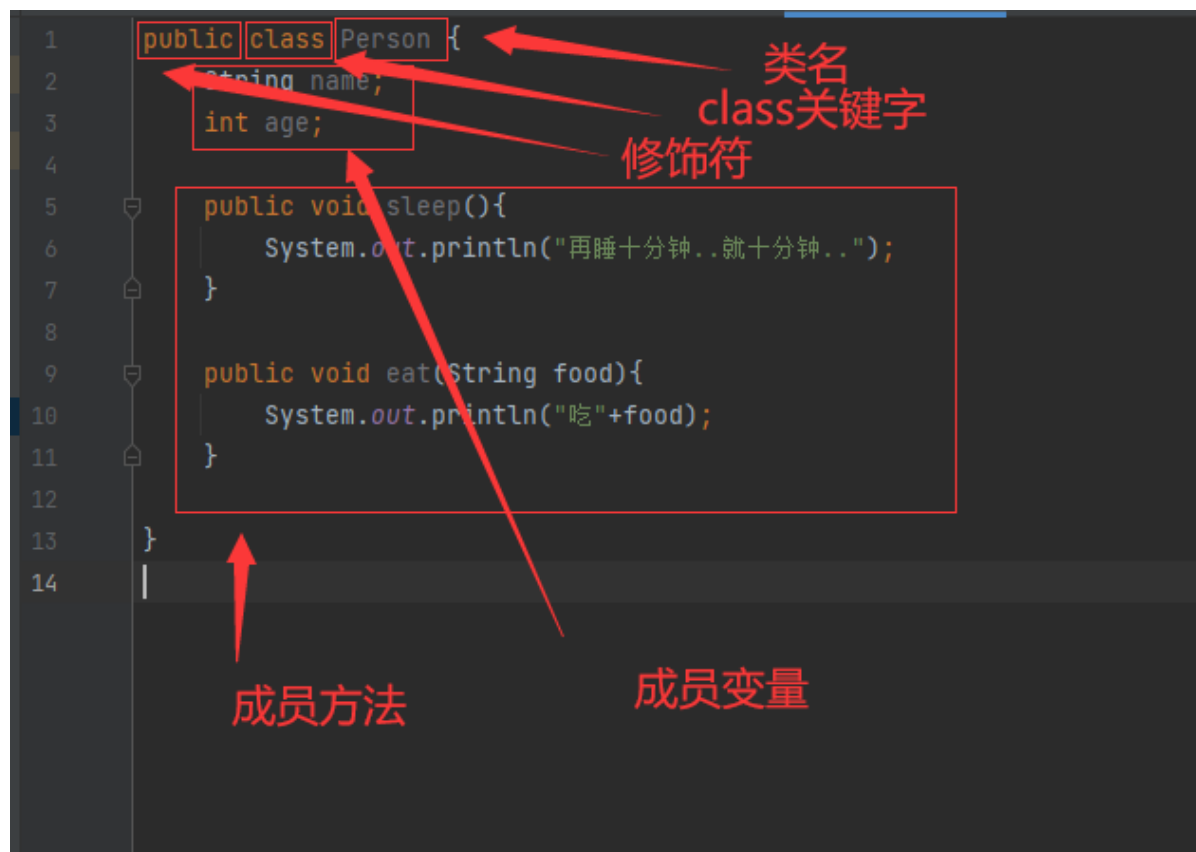 1 public class Person {
2 String name;
3 int age;
4
5 public void sleep(){
6 System.out.println("再睡十分钟..就十分钟..");
7 }
8
9 public void eat(String food){
10 System.out.println("吃"+food);
11 }
12
13 }
14
类名
class关键字
修饰符
成员方法
成员变量